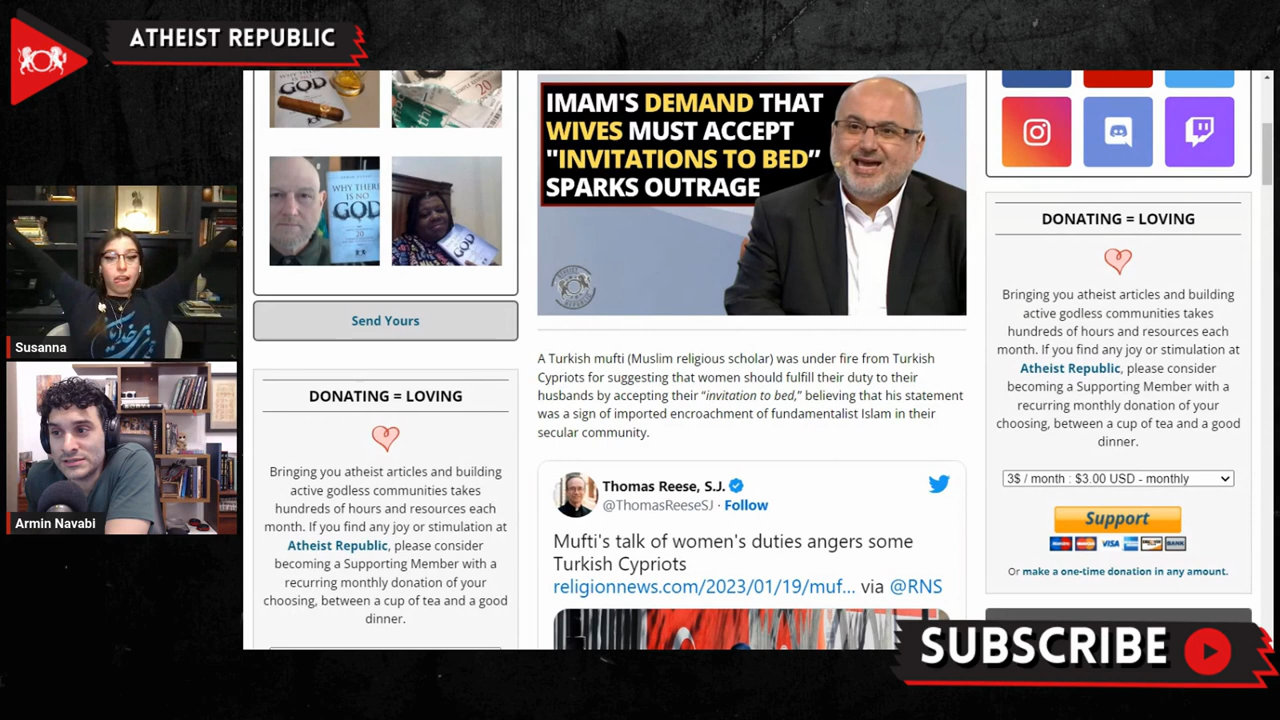 ATHEIST REPUBLIC
Susanna
Armin Navabi
GOD
20
WHY THERE
IS NO
GOD
20
GOD
Send Yours
DONATING = LOVING
Bringing you atheist articles and building
active godless communities takes
hundreds of hours and resources each
month. If you find any joy or stimulation at
Atheist Republic, please consider
becoming a Supporting Member with a
recurring monthly donation of your
choosing, between a cup of tea and a good
dinner.
IMAM'S DEMAND THAT
WIVES MUST ACCEPT
"INVITATIONS TO BED”
SPARKS OUTRAGE
A Turkish mufti (Muslim religious scholar) was under fire from Turkish
Cypriots for suggesting that women should fulfill their duty to their
husbands by accepting their “invitation to bed,” believing that his statement
was a sign of imported encroachment of fundamentalist Islam in their
secular community.
Thomas Reese, S.J.
@ThomasReeseSJ · Follow
Mufti's talk of women's duties angers some
Turkish Cypriots
religionnews.com/2023/01/19/muf... via @RNS
DONATING = LOVING
Bringing you atheist articles and building
active godless communities takes
hundreds of hours and resources each
month. If you find any joy or stimulation at
Atheist Republic, please consider
becoming a Supporting Member with a
recurring monthly donation of your
choosing, between a cup of tea and a good
dinner.
3$ / month : $3.00 USD - monthly
Support
VISA
BANK
Or make a one-time donation in any amount.
SUBSCRIBE